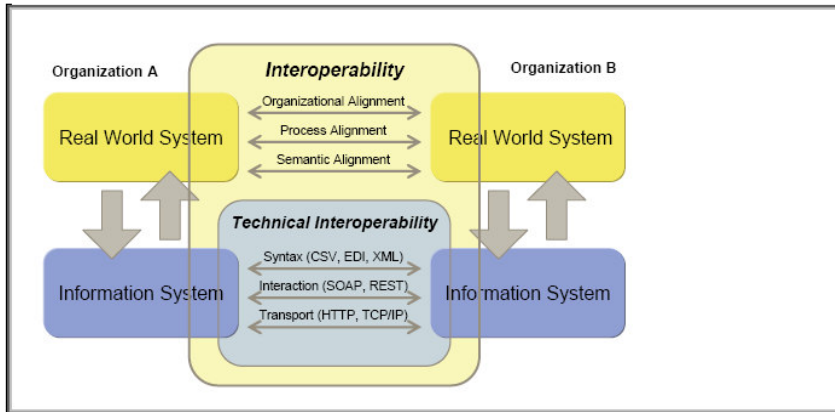 Organization A
Interoperability
Organization B
Real World System
Organizational Alignment
Process Alignment
Semantic Alignment
Real World System
Technical Interoperability
Information System
Syntax (CSV, EDI, XML)
Interaction (SOAP, REST)
Transport (HTTP, TCP/IP)
Information System